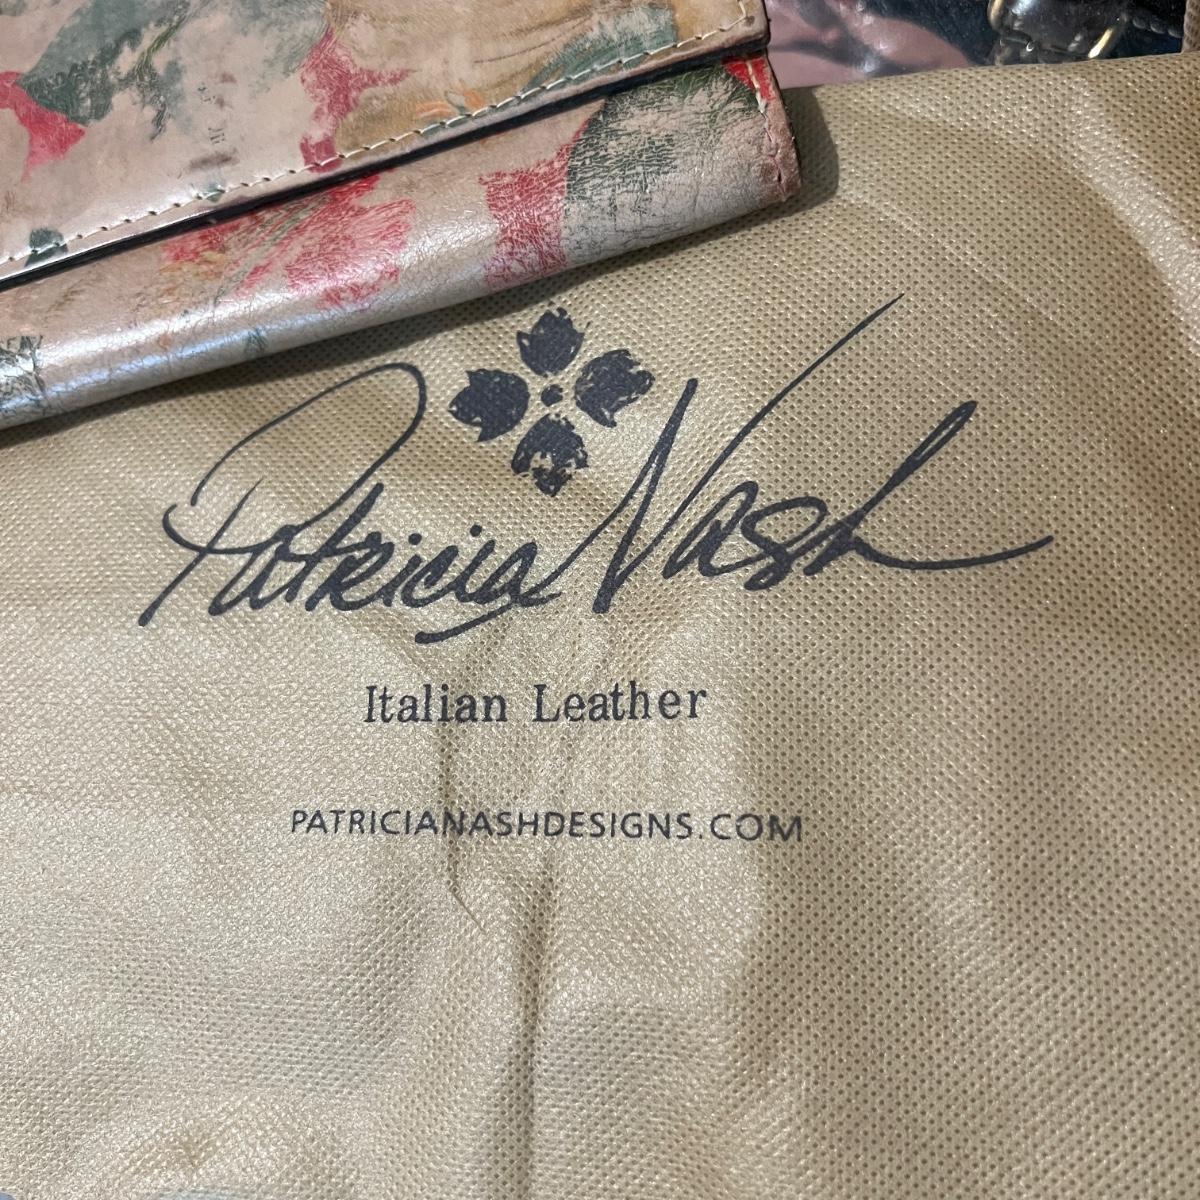 Patricia Nash
Italian Leather
PATRICIANASHDESIGNS.COM